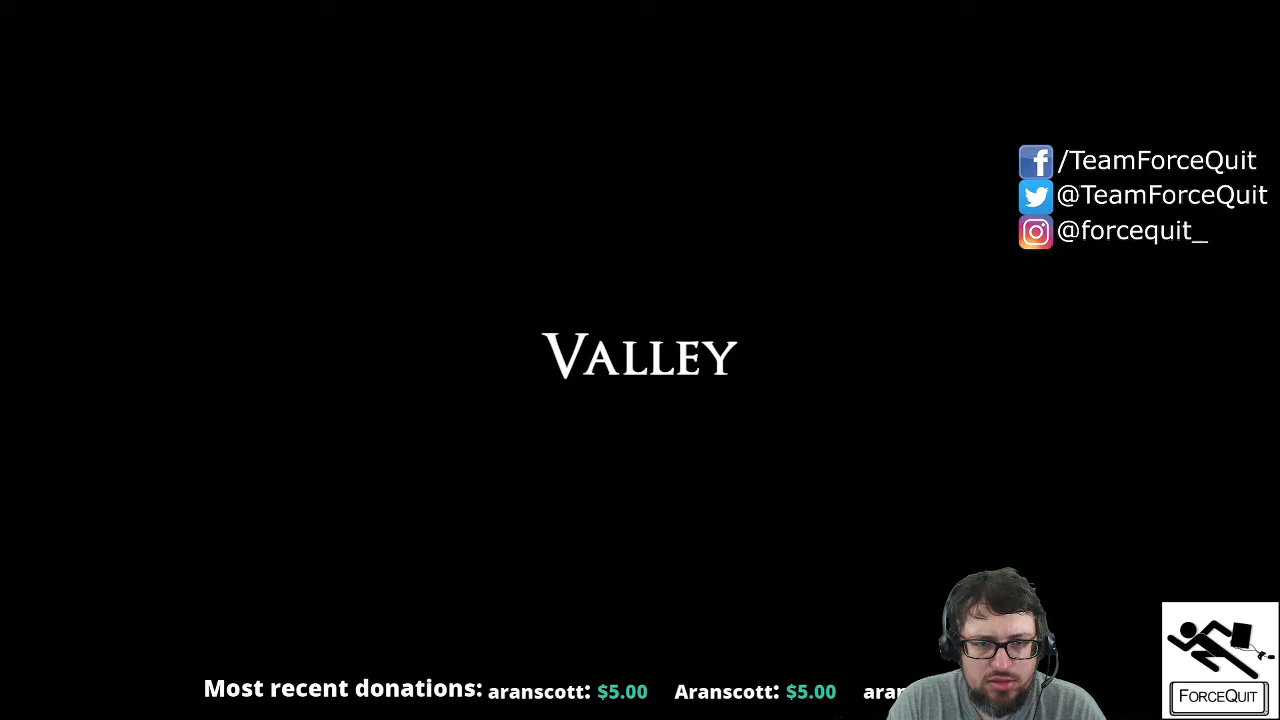 /TeamForceQuit
@TeamForceQuit
@forcequit_
VALLEY
Most recent donations: aranscott: $5.00 Aranscott: $5.00
FORCEQUIT